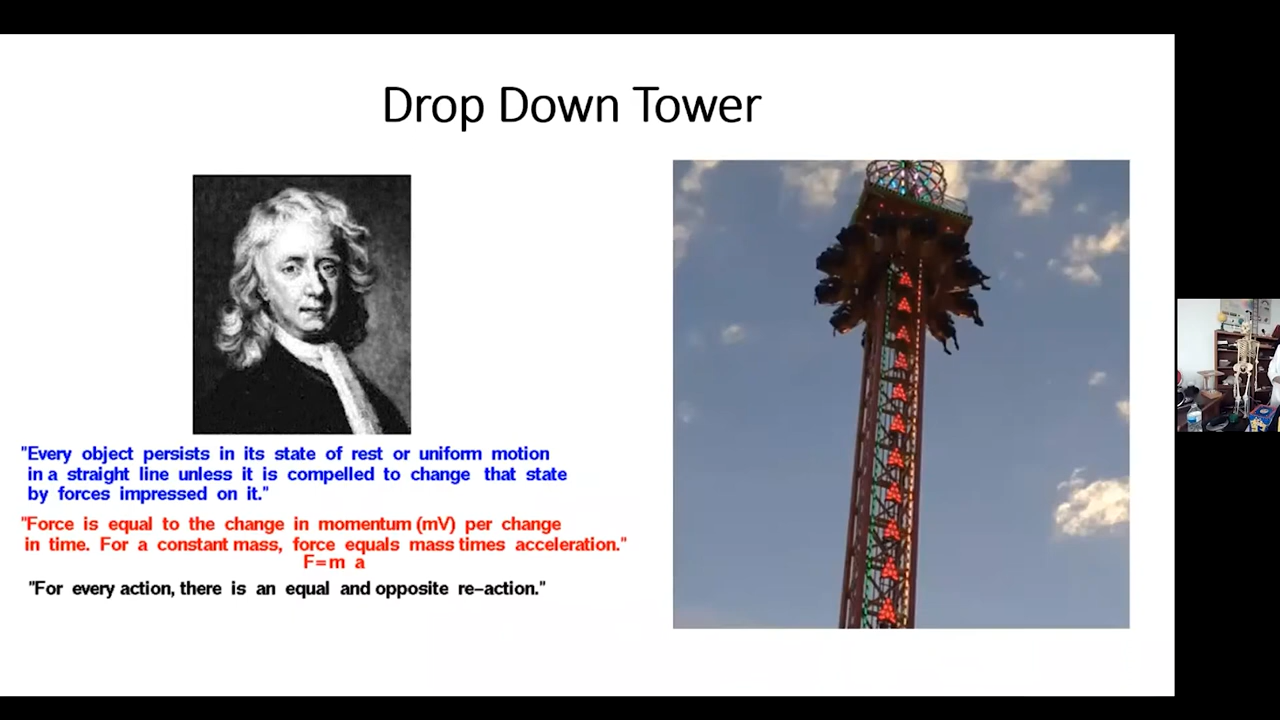 Drop Down Tower
"Every object persists in its state of rest or uniform motion
in a straight line unless it is compelled to change that state
by forces impressed on it."
"Force is equal to the change in momentum (mV) per change
in time. For a constant mass, force equals mass times acceleration."
F=m a
"For every action, there is an equal and opposite re-action."